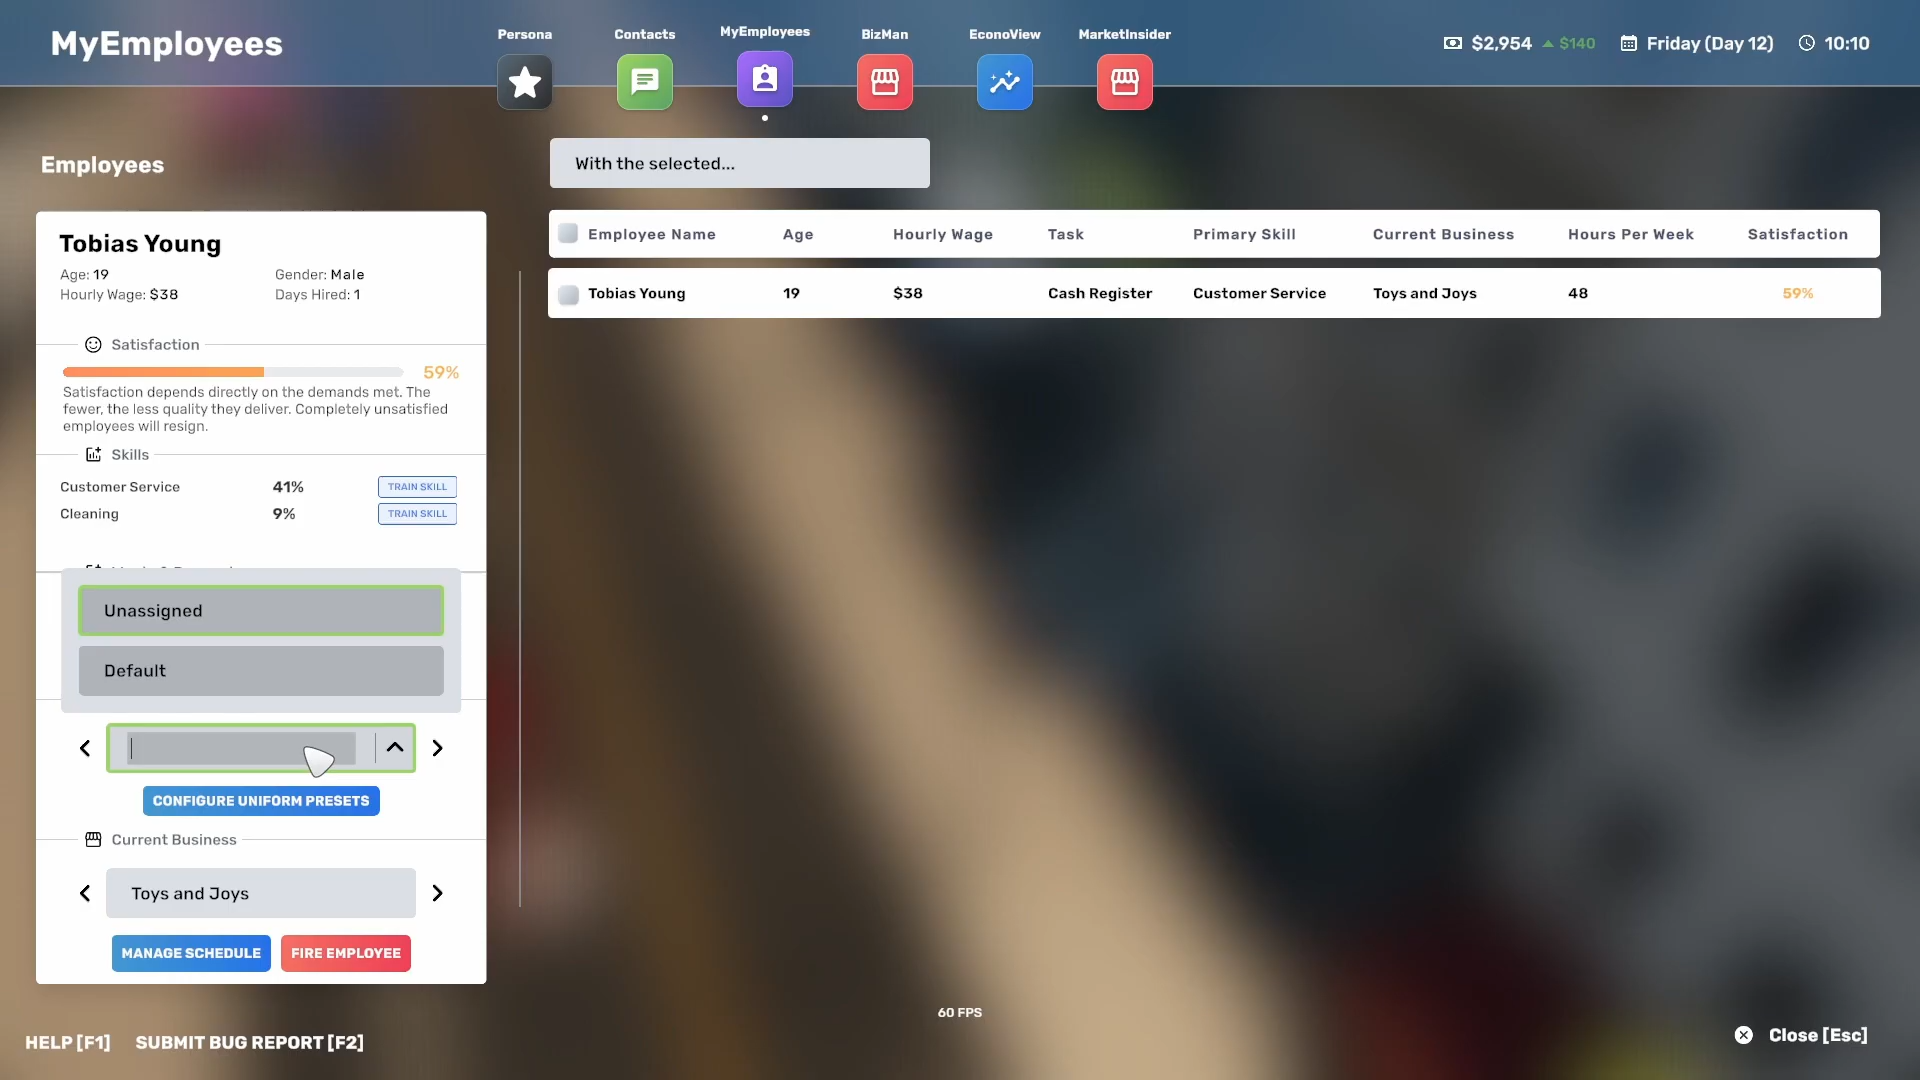 MyEmployees
Persona
Contacts
MyEmployees
BizMan
EconoView
MarketInsider
$2,954
$140
Friday (Day 12)
10:10
Employees
With the selected...
Tobias Young
Age: 19
Gender: Male
Hourly Wage: $38
Days Hired: 1
Satisfaction
59%
Satisfaction depends directly on the demands met. The
fewer, the less quality they deliver. Completely unsatisfied
employees will resign.
Skills
Customer Service 41% TRAIN SKILL
Cleaning 9% TRAIN SKILL
Unassigned
Default
CONFIGURE UNIFORM PRESETS
Current Business
Toys and Joys
MANAGE SCHEDULE FIRE EMPLOYEE
Employee Name Age Hourly Wage Task Primary Skill Current Business Hours Per Week Satisfaction
Tobias Young 19 $38 Cash Register Customer Service Toys and Joys 48 59%
60 FPS
HELP [F1] SUBMIT BUG REPORT [F2]
Close [Esc]